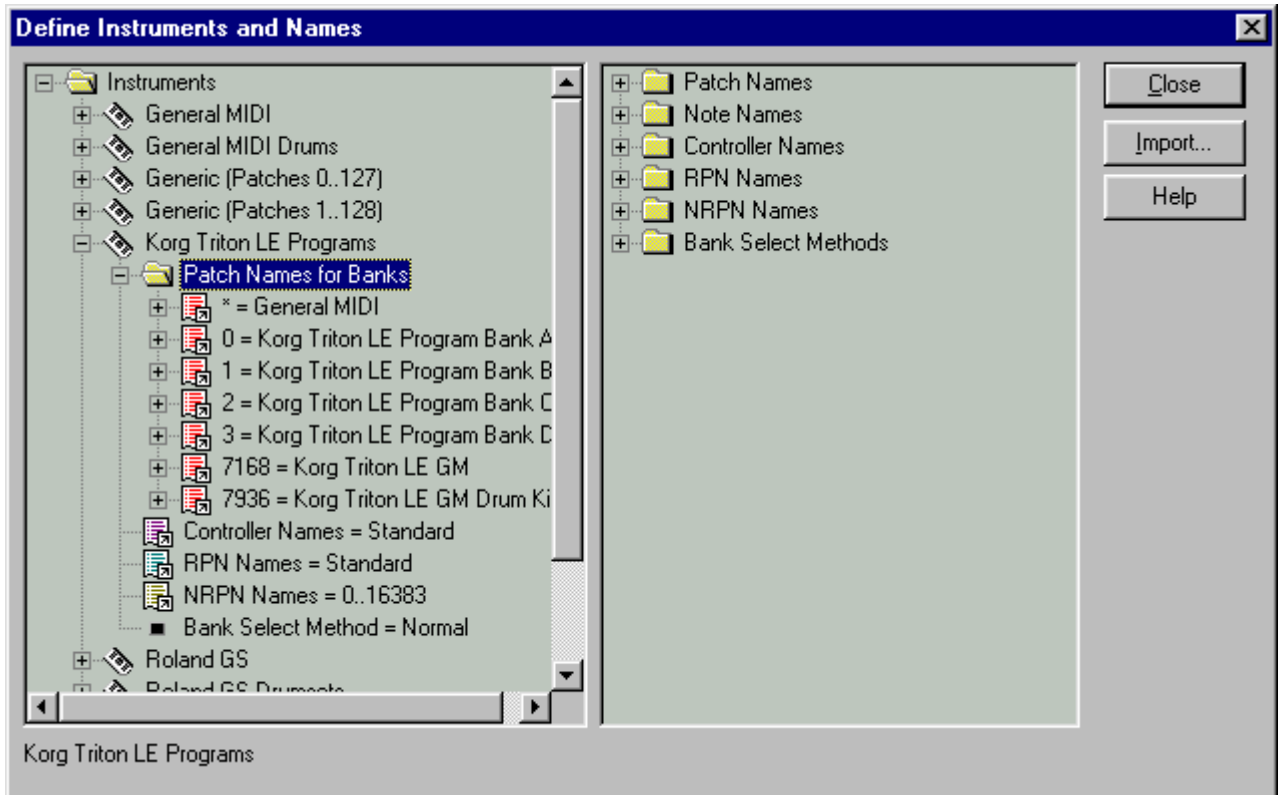 Define Instruments and Names
Instruments
General MIDI
General MIDI Drums
Generic (Patches 0..127)
Generic (Patches 1..128)
Korg Triton LE Programs
Patch Names for Banks
* = General MIDI
0 = Korg Triton LE Program Bank A
1 = Korg Triton LE Program Bank B
2 = Korg Triton LE Program Bank C
3 = Korg Triton LE Program Bank D
7168 = Korg Triton LE GM
7936 = Korg Triton LE GM Drum Ki
Controller Names = Standard
RPN Names = Standard
NRPN Names = 0..16383
Bank Select Method = Normal
Roland GS
Roland GS Drumsets
Patch Names
Note Names
Controller Names
RPN Names
NRPN Names
Bank Select Methods
Close
Import...
Help
Korg Triton LE Programs